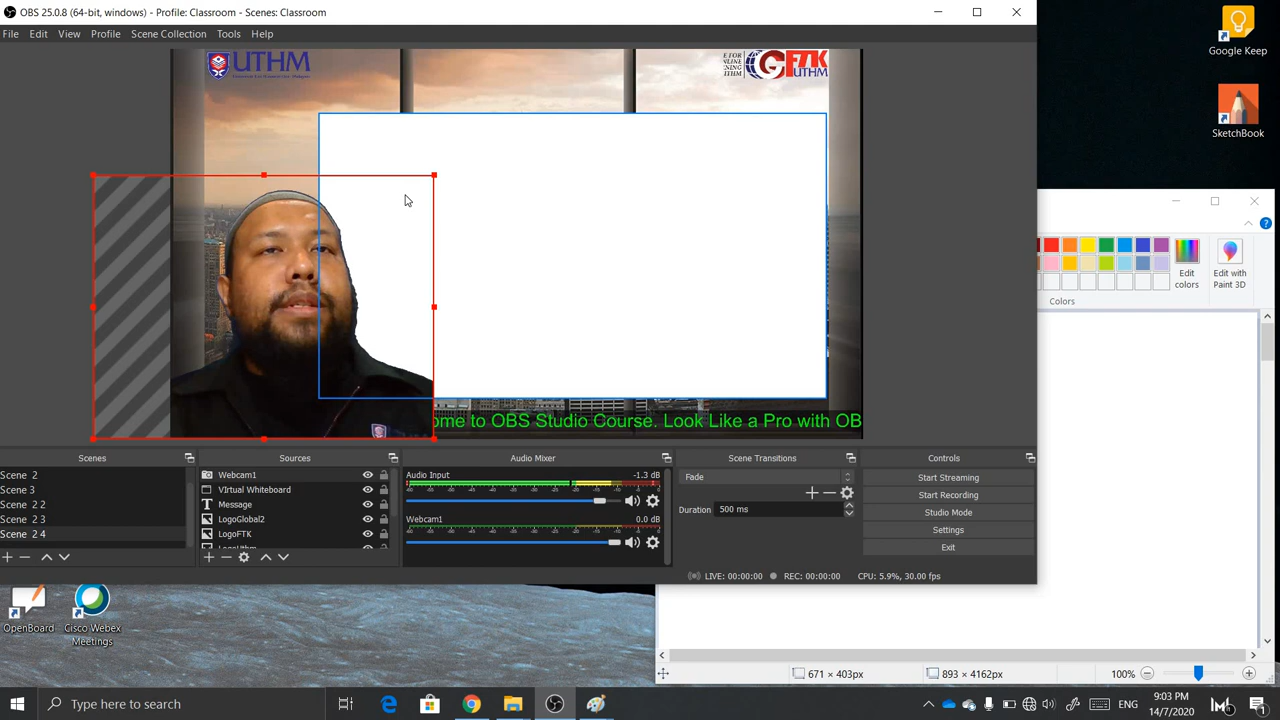 OBS 25.0.8 (64-bit, windows) - Profile: Classroom - Scenes: Classroom
File Edit View Profile Scene Collection Tools Help
UTHM
G F7K
UTHM
ome to OBS Studio Course. Look Like a Pro with OB
Scenes
Scene 2
Scene 3
Scene 2 2
Scene 2 3
Scene 2 4
Sources
Webcam1
VIrtual Whiteboard
Message
LogoGlobal2
LogoFTK
LogoUthm
Audio Mixer
Audio Input -1.3 dB
Webcam1 0.0 dB
Scene Transitions
Fade
Duration 500 ms
Controls
Start Streaming
Start Recording
Studio Mode
Settings
Exit
LIVE: 00:00:00 REC: 00:00:00 CPU: 5.9%, 30.00 fps
Google Keep
SketchBook
Edit colors
Edit with Paint 3D
Colors
671 × 403px
893 × 4162px
100%
OpenBoard
Cisco Webex Meetings
Type here to search
ENG
9:03 PM
14/7/2020